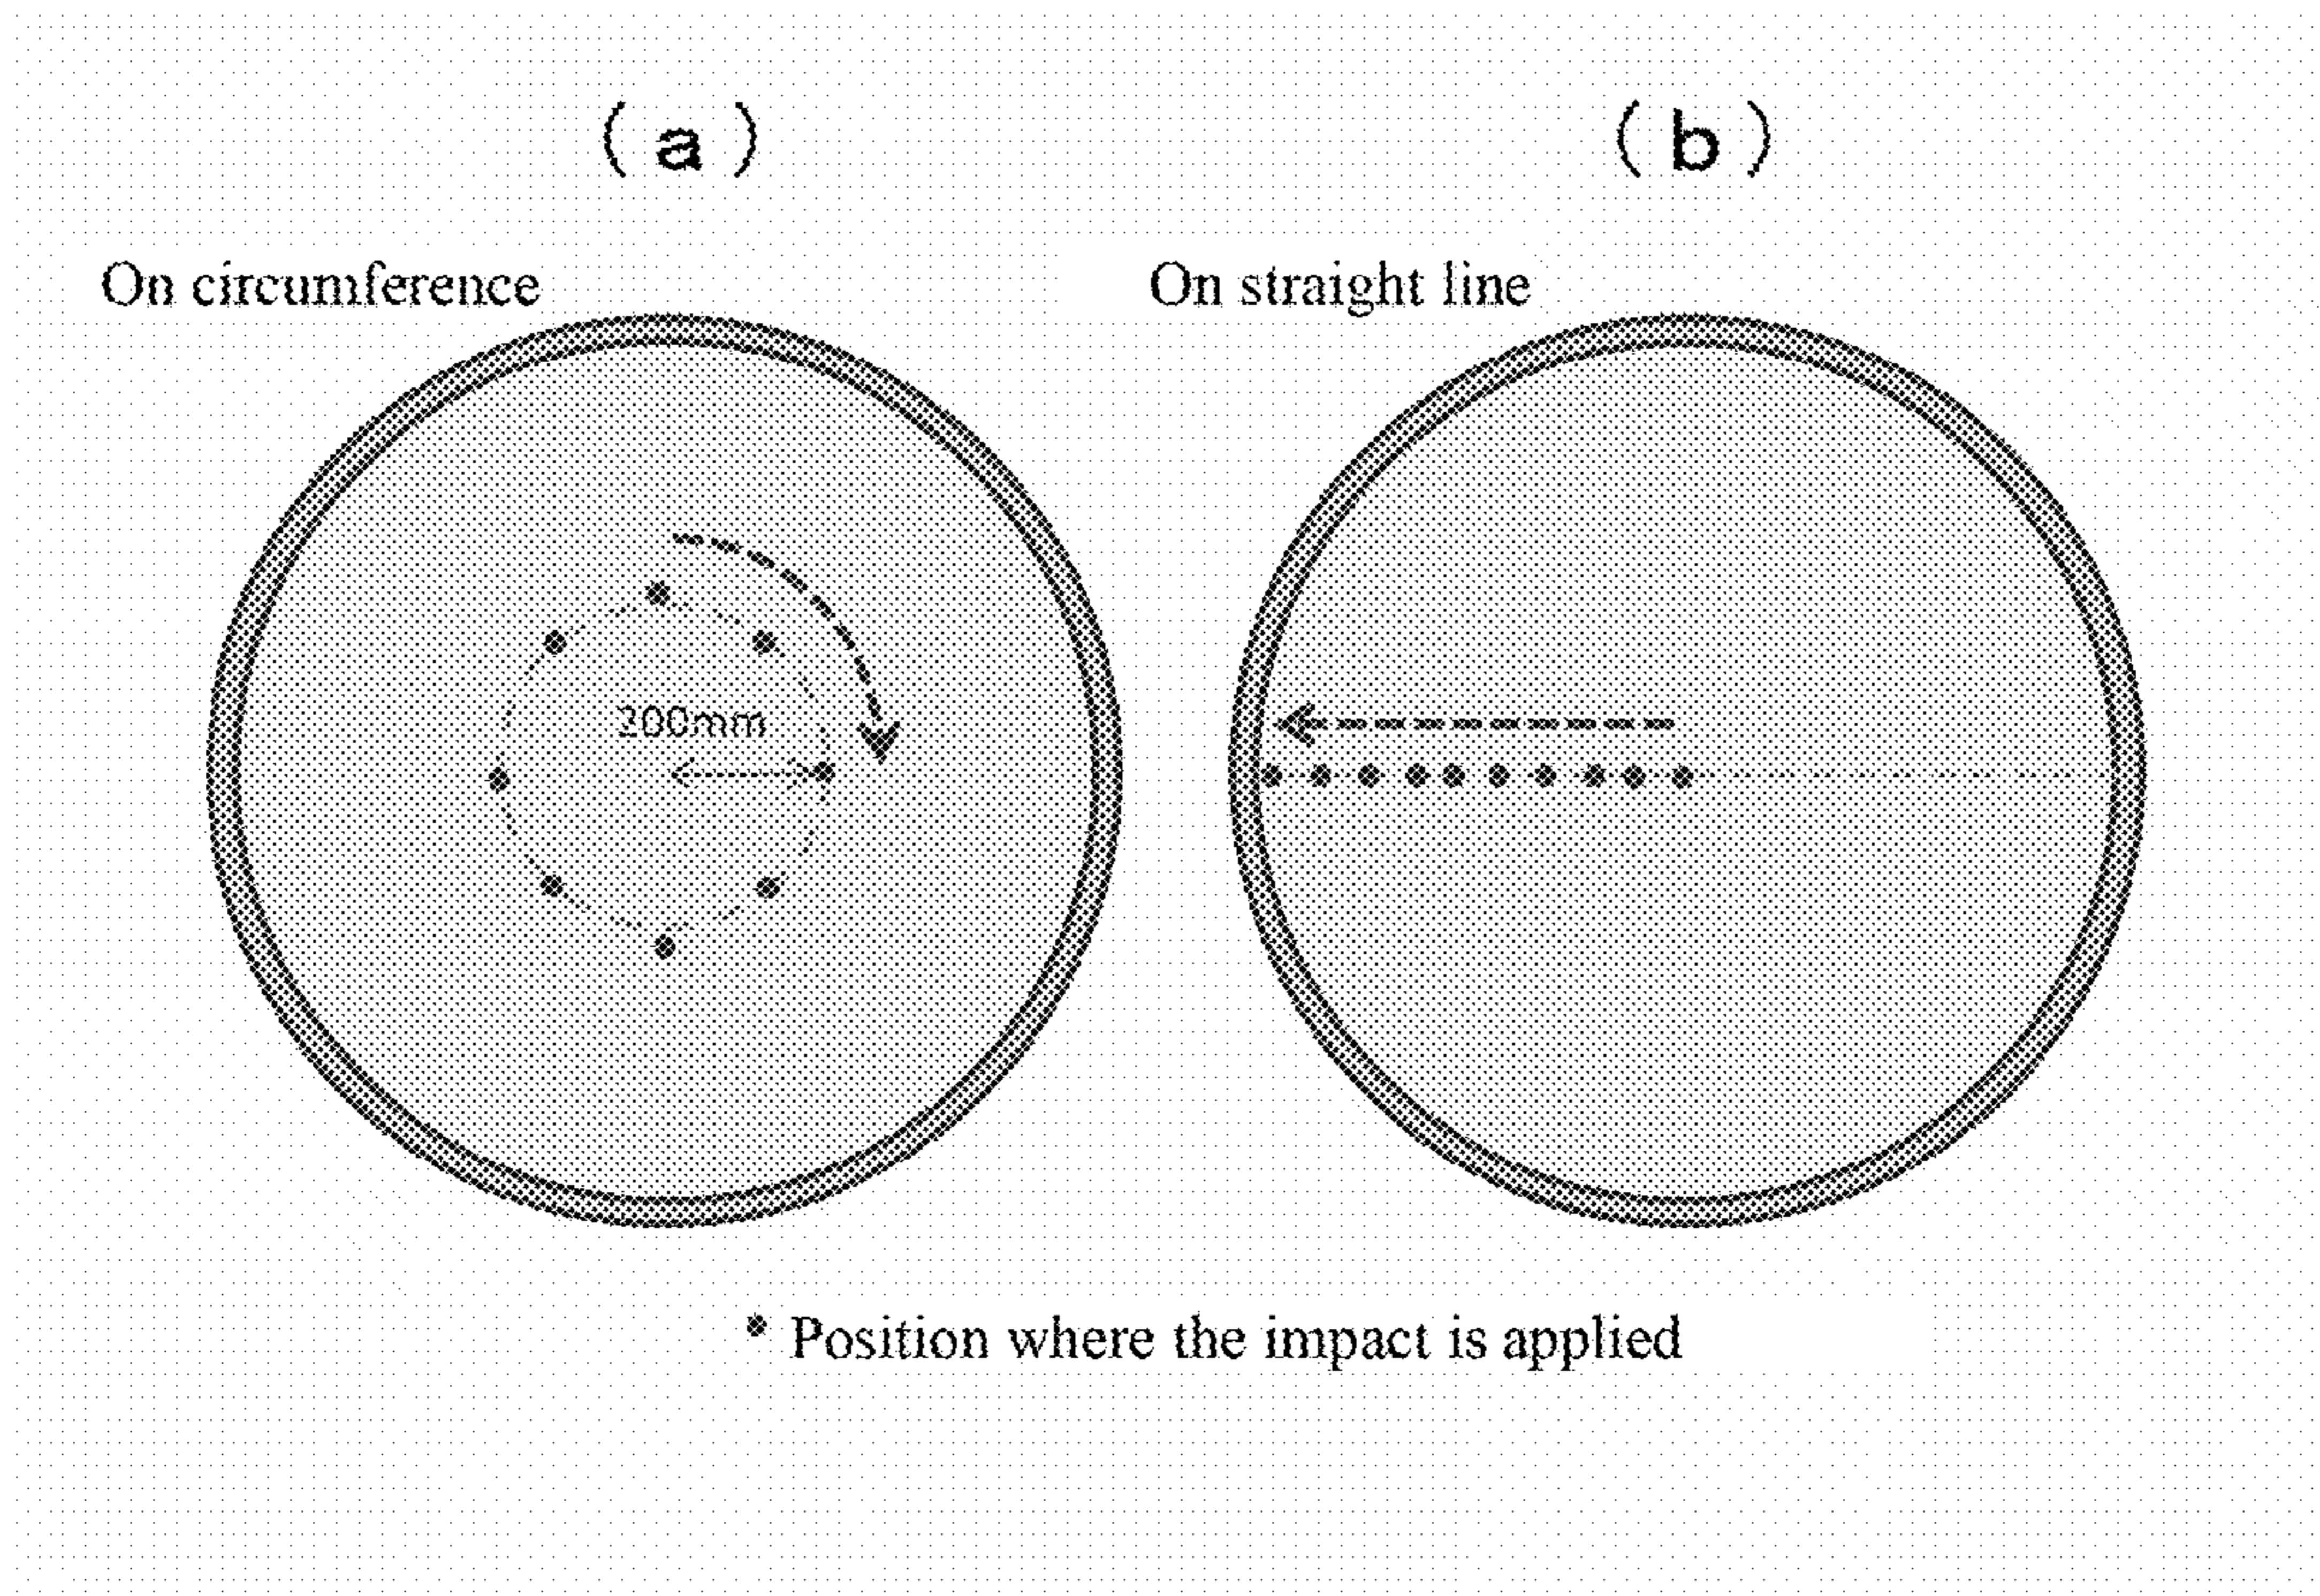 (a)
(b)
On circumference
On straight line
200mm
• Position where the impact is applied